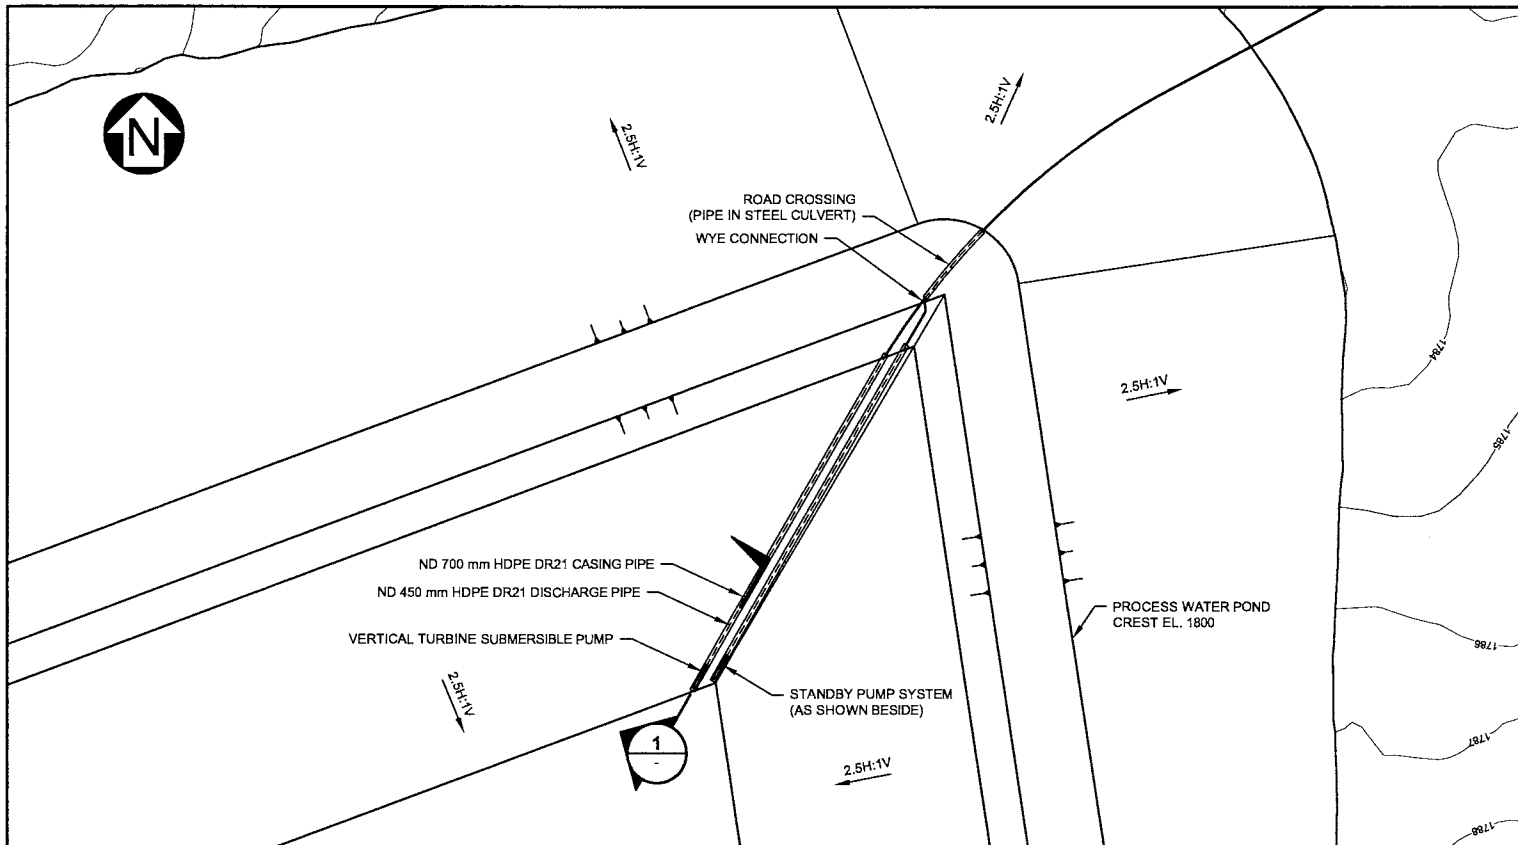 N
2.5H:1V
2.5H:1V
ROAD CROSSING
(PIPE IN STEEL CULVERT)
WYE CONNECTION
1784
2.5H:1V
1785
ND 700 mm HDPE DR21 CASING PIPE
ND 450 mm HDPE DR21 DISCHARGE PIPE
VERTICAL TURBINE SUBMERSIBLE PUMP
PROCESS WATER POND
CREST EL. 1800
1786
2.5H:1V
STANDBY PUMP SYSTEM
(AS SHOWN BESIDE)
1
-
1787
2.5H:1V
1788